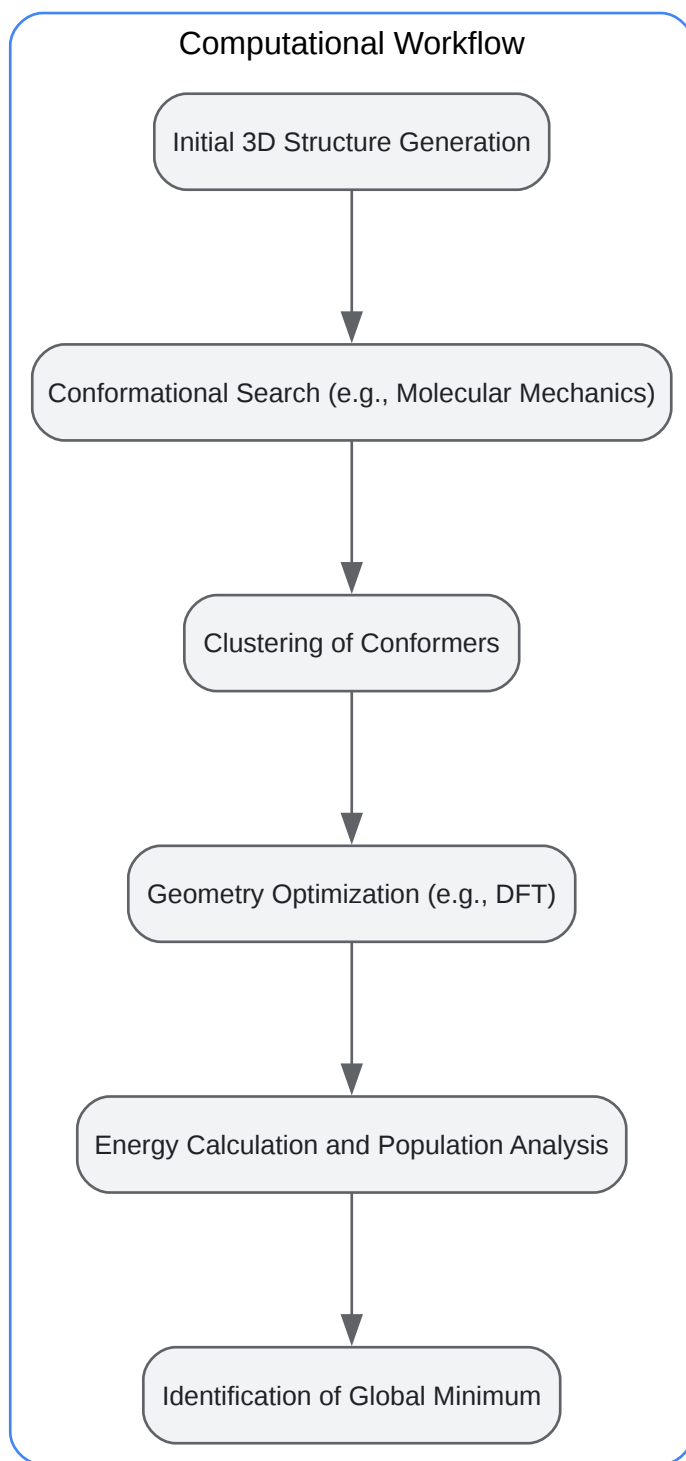 Computational Workflow
Initial 3D Structure Generation
Conformational Search (e.g., Molecular Mechanics)
Clustering of Conformers
Geometry Optimization (e.g., DFT)
Energy Calculation and Population Analysis
Identification of Global Minimum